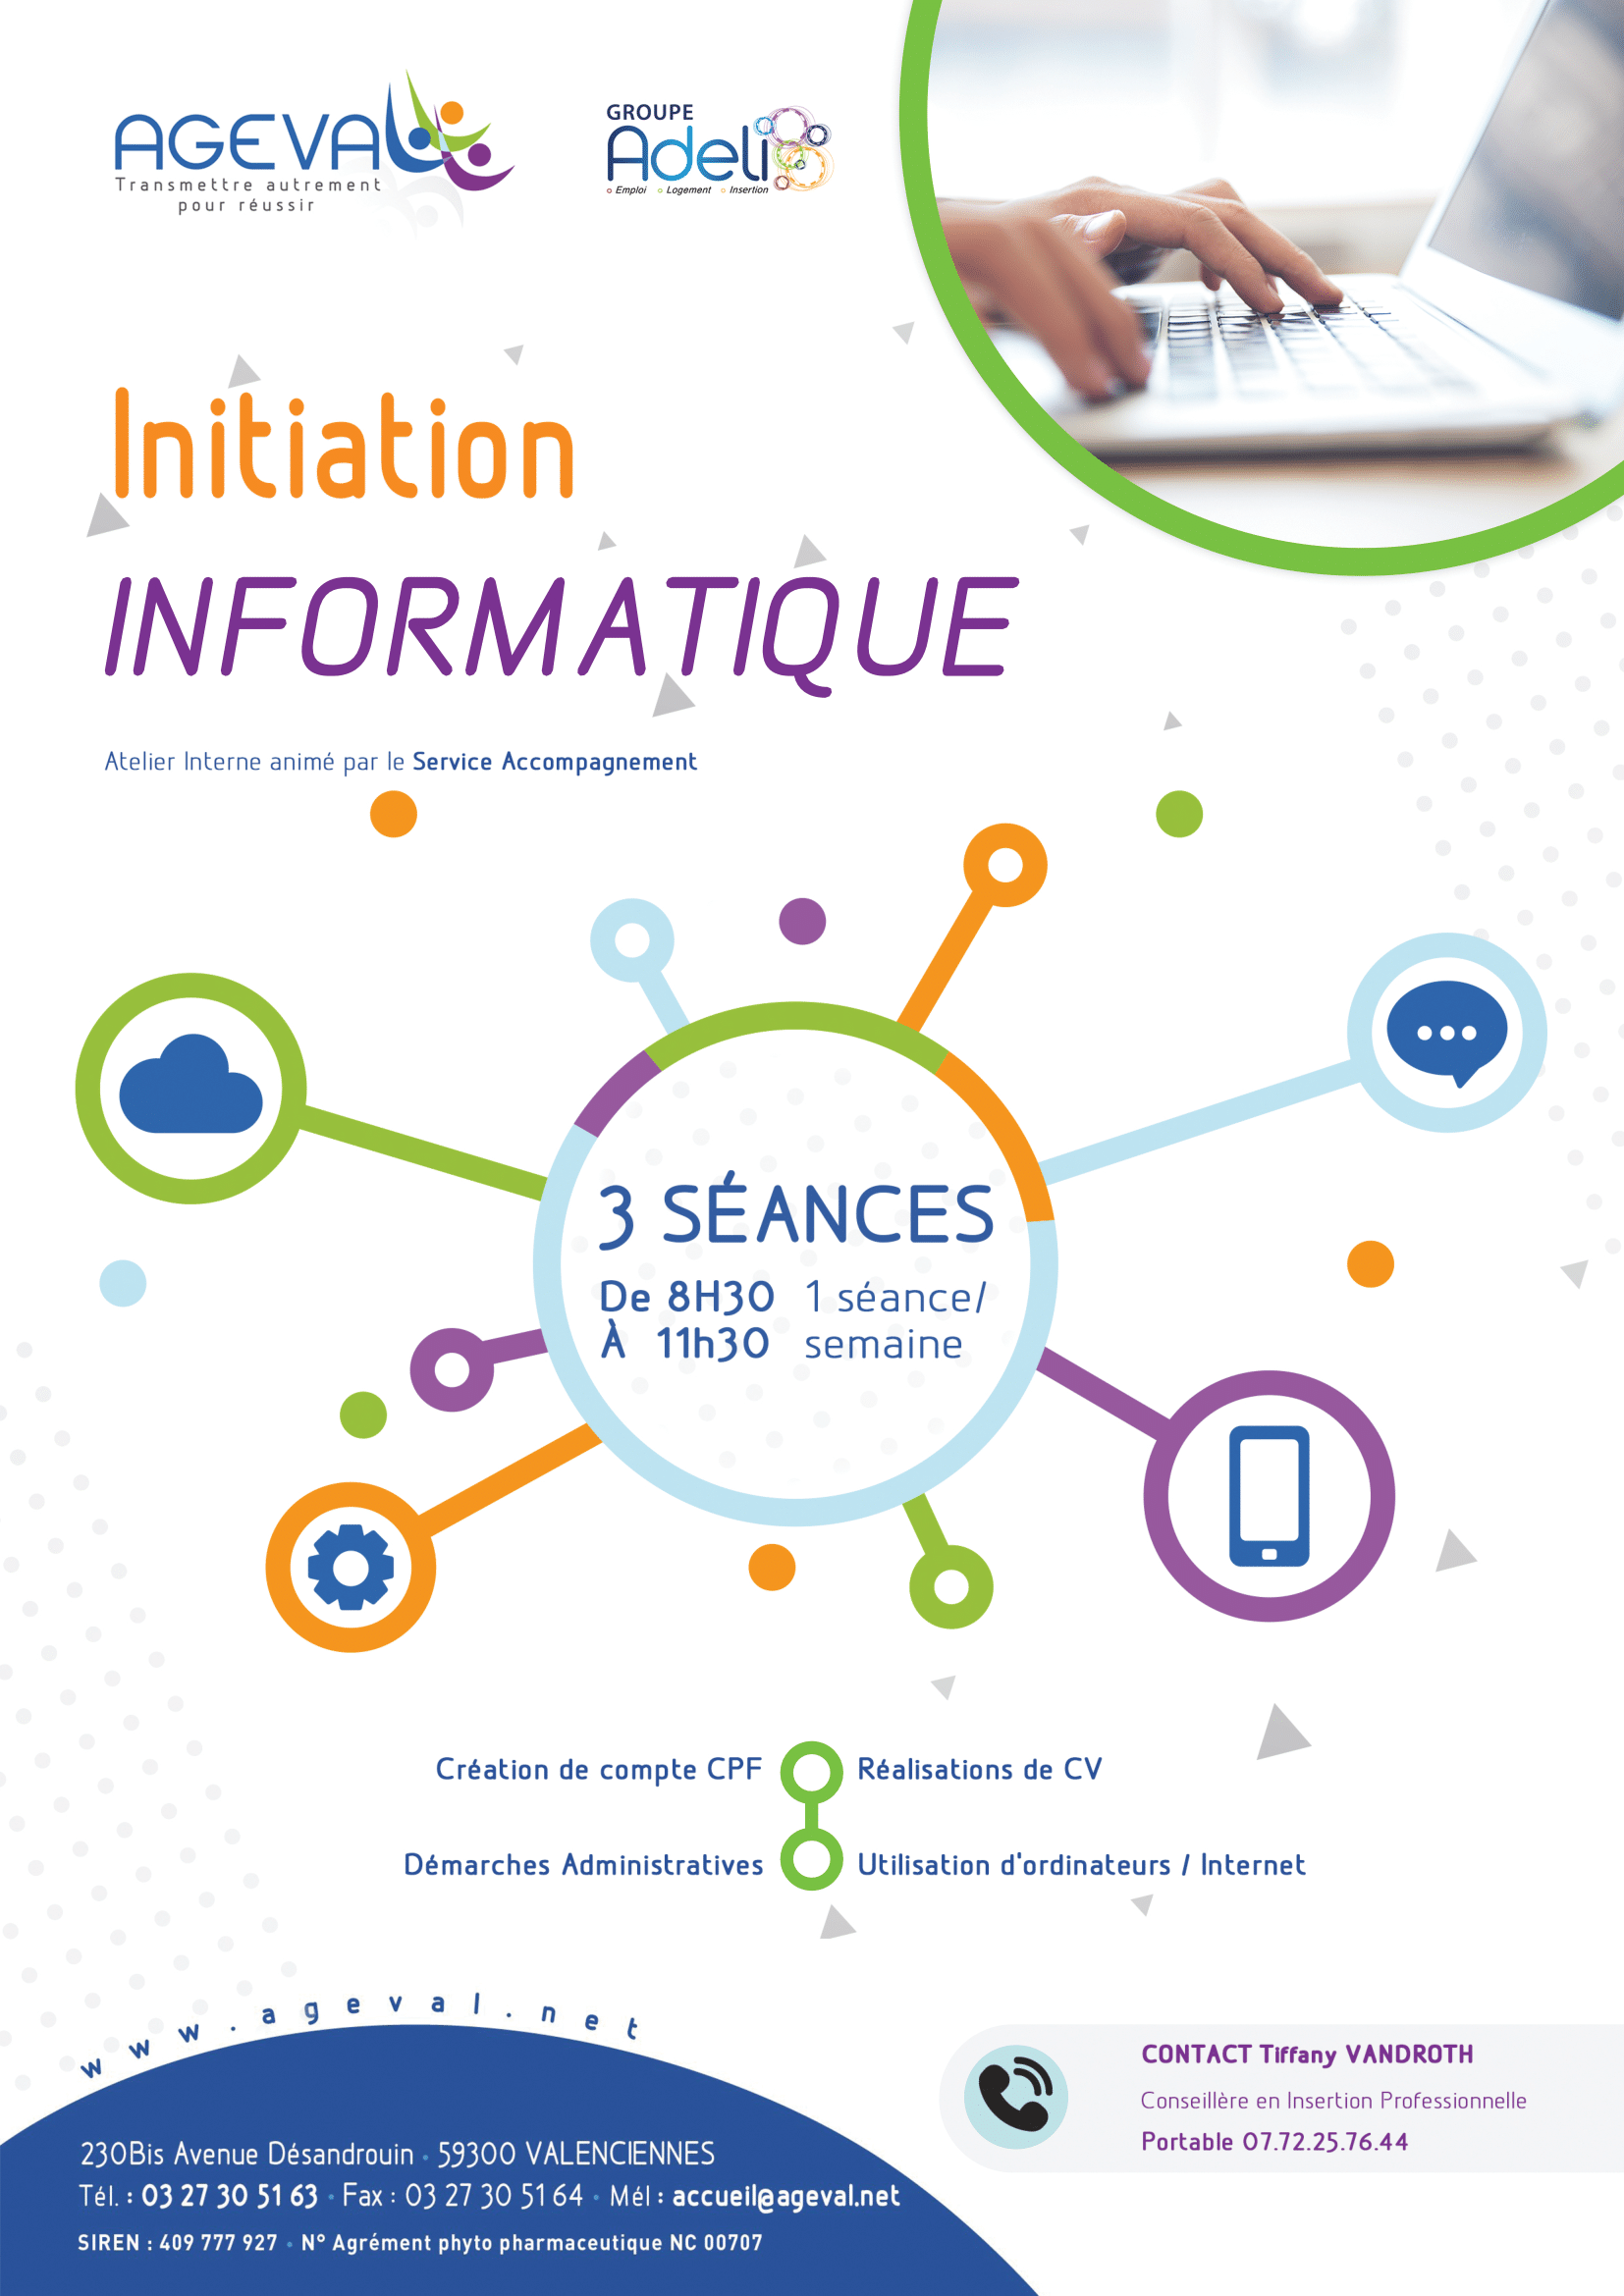 AGEVAL
Transmettre autrement
pour réussir
GROUPE
Adeli
Emploi Logement Insertion
Initiation
INFORMATIQUE
Atelier Interne animé par le Service Accompagnement
3 SÉANCES
De 8H30 1 séance/
À 11h30 semaine
Création de compte CPF Réalisations de CV
Démarches Administratives Utilisation d'ordinateurs / Internet
www.ageval.net
CONTACT Tiffany VANDROTH
Conseillère en Insertion Professionnelle
Portable 07.72.25.76.44
230Bis Avenue Désandrouin • 59300 VALENCIENNES
Tél. : 03 27 30 51 63 • Fax : 03 27 30 51 64 • Mél : accueil@ageval.net
SIREN : 409 777 927 • N° Agrément phyto pharmaceutique NC 00707